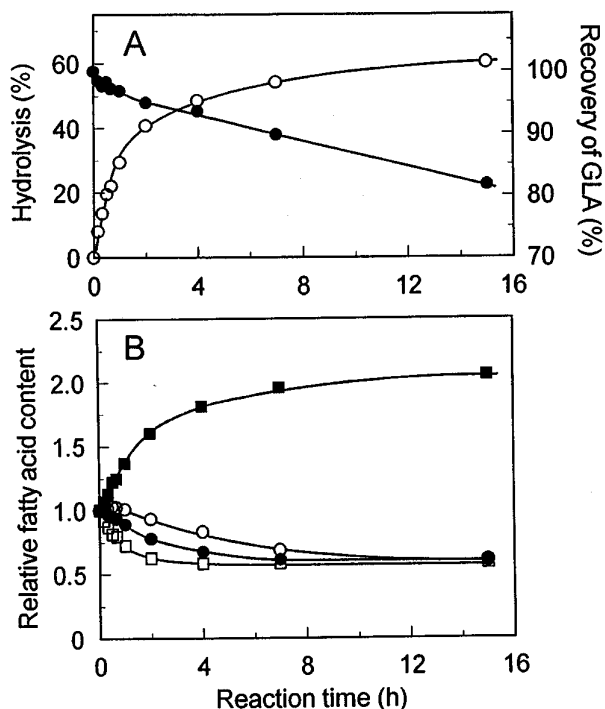 A
Hydrolysis (%)
60
40
20
0
Recovery of GLA (%)
100
90
80
70
0 4 8 12 16
B
Relative fatty acid content
2.5
2.0
1.5
1.0
0.5
0
0 4 8 12 16
Reaction time (h)